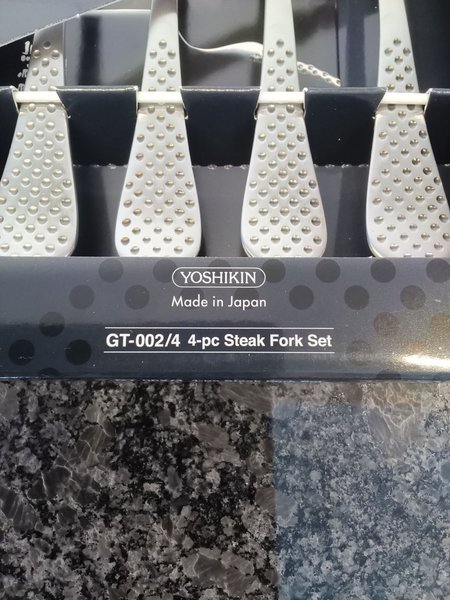 YOSHIKIN
Made in Japan
GT-002/4 4-pc Steak Fork Set